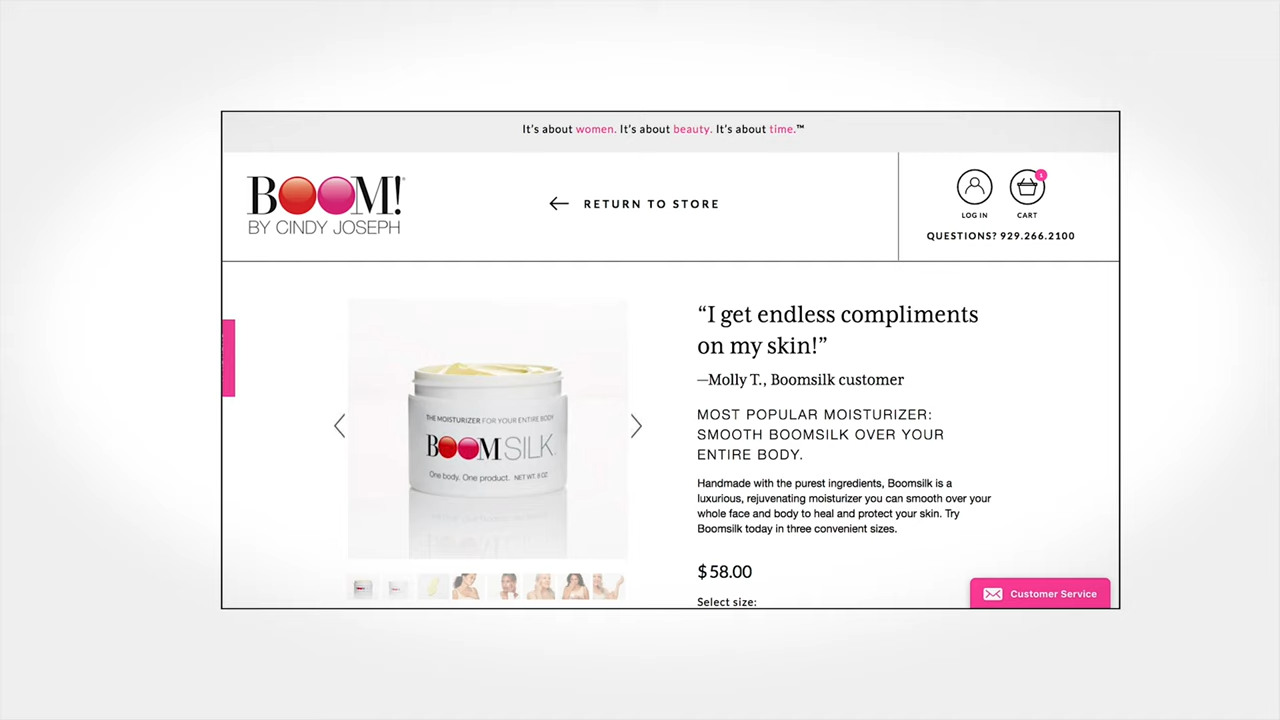 It's about women. It's about beauty. It's about time.™
BOOM!
BY CINDY JOSEPH
RETURN TO STORE
1
LOG IN
CART
QUESTIONS? 929.266.2100
THE MOISTURIZER FOR YOUR ENTIRE BODY
BOOMSILK
One body. One product. NET WT. 8 OZ.
“I get endless compliments
on my skin!”
—Molly T., Boomsilk customer
MOST POPULAR MOISTURIZER:
SMOOTH BOOMSILK OVER YOUR
ENTIRE BODY.
Handmade with the purest ingredients, Boomsilk is a
luxurious, rejuvenating moisturizer you can smooth over your
whole face and body to heal and protect your skin. Try
Boomsilk today in three convenient sizes.
$58.00
Select size:
Customer Service